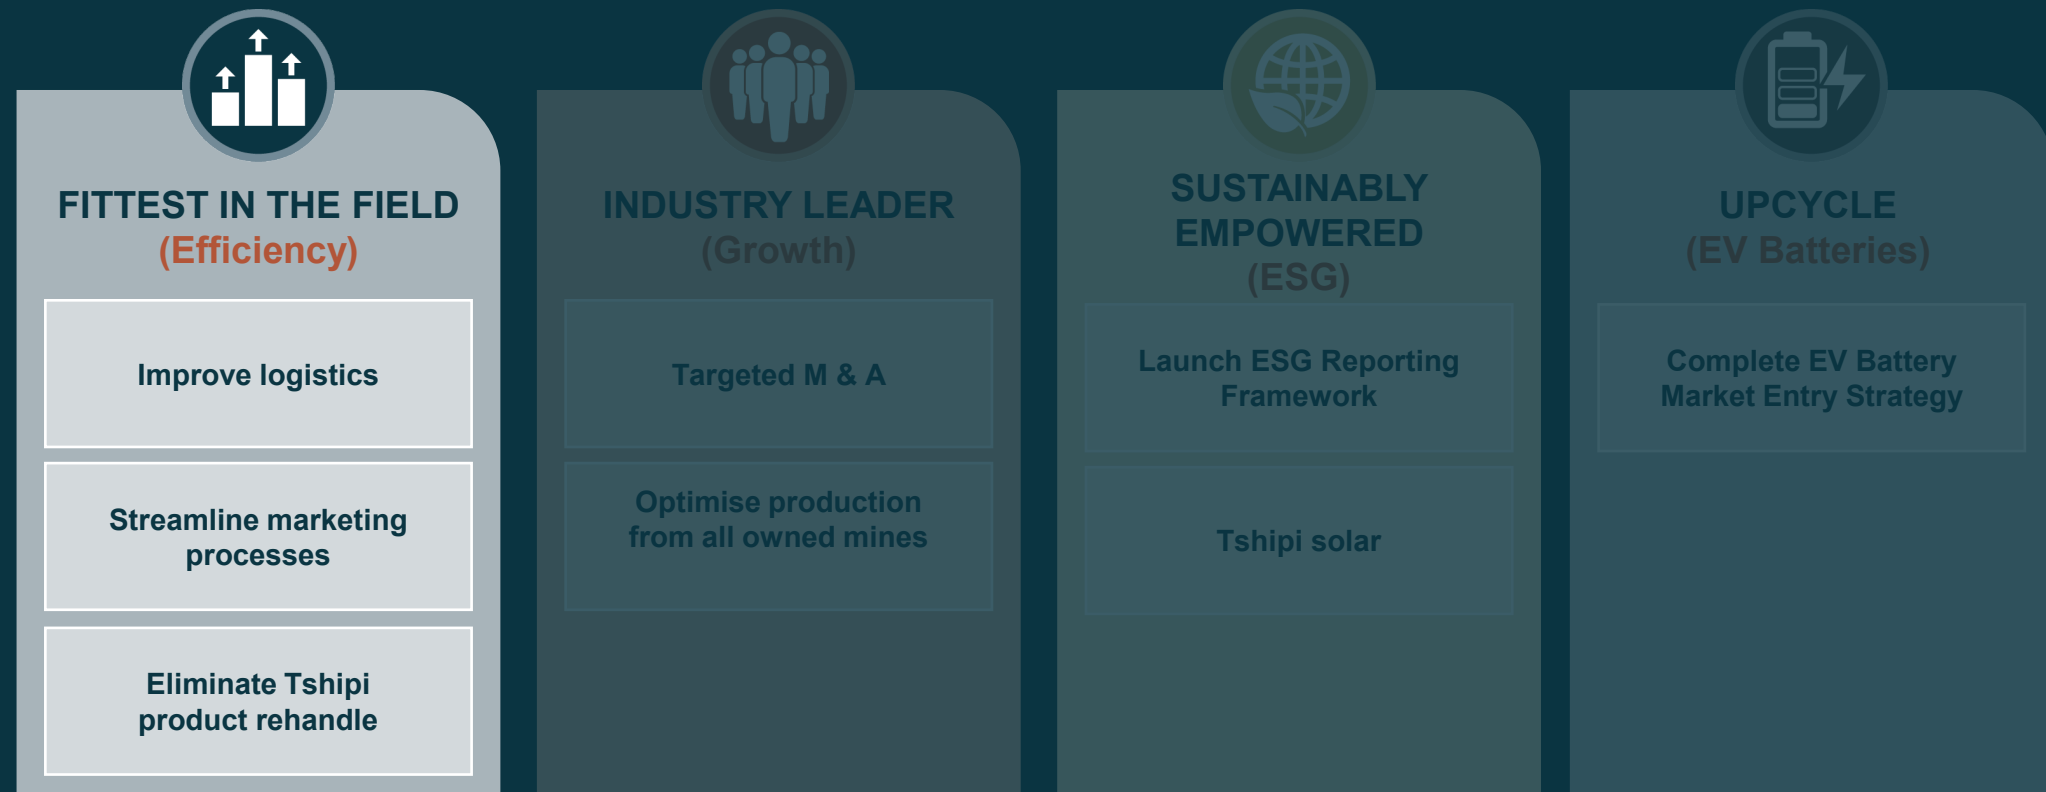 FITTEST IN THE FIELD
(Efficiency)
Improve logistics
Streamline marketing
processes
Eliminate Tshipi
product rehandle
INDUSTRY LEADER
(Growth)
Targeted M & A
Optimise production
from all owned mines
SUSTAINABLY
EMPOWERED
(ESG)
Launch ESG Reporting
Framework
Tshipi solar
UPCYCLE
(EV Batteries)
Complete EV Battery
Market Entry Strategy